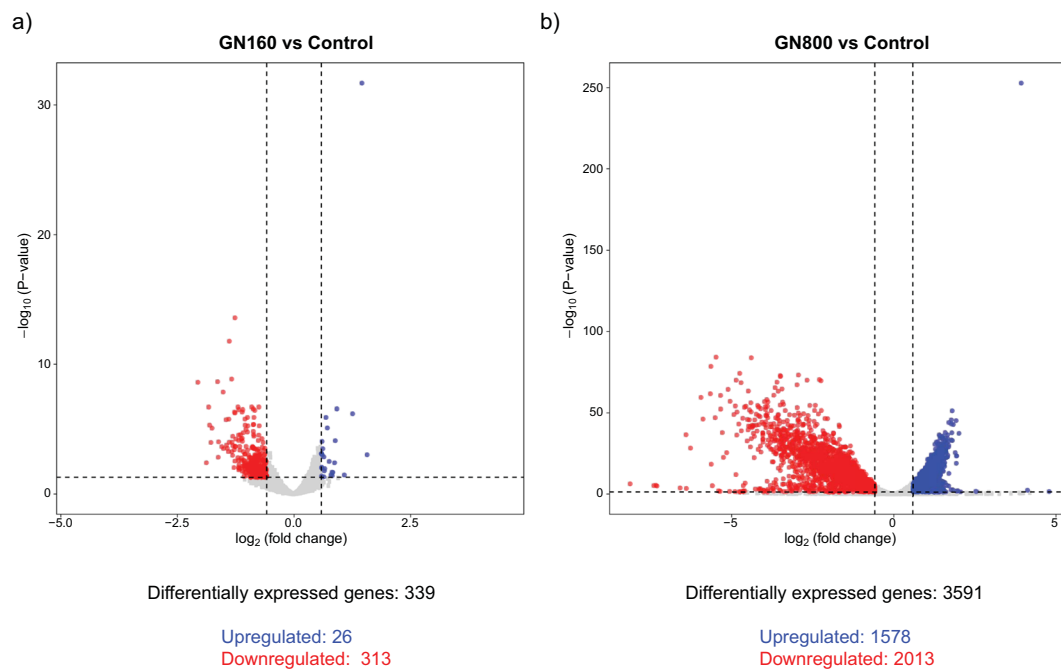 a)
GN160 vs Control
30
20
10
0
−log10 (P−value)
−5.0
−2.5
0.0
2.5
log2 (fold change)
Differentially expressed genes: 339
Upregulated: 26
Downregulated: 313
b)
GN800 vs Control
250
200
150
100
50
0
−log10 (P−value)
−5
0
5
log2 (fold change)
Differentially expressed genes: 3591
Upregulated: 1578
Downregulated: 2013